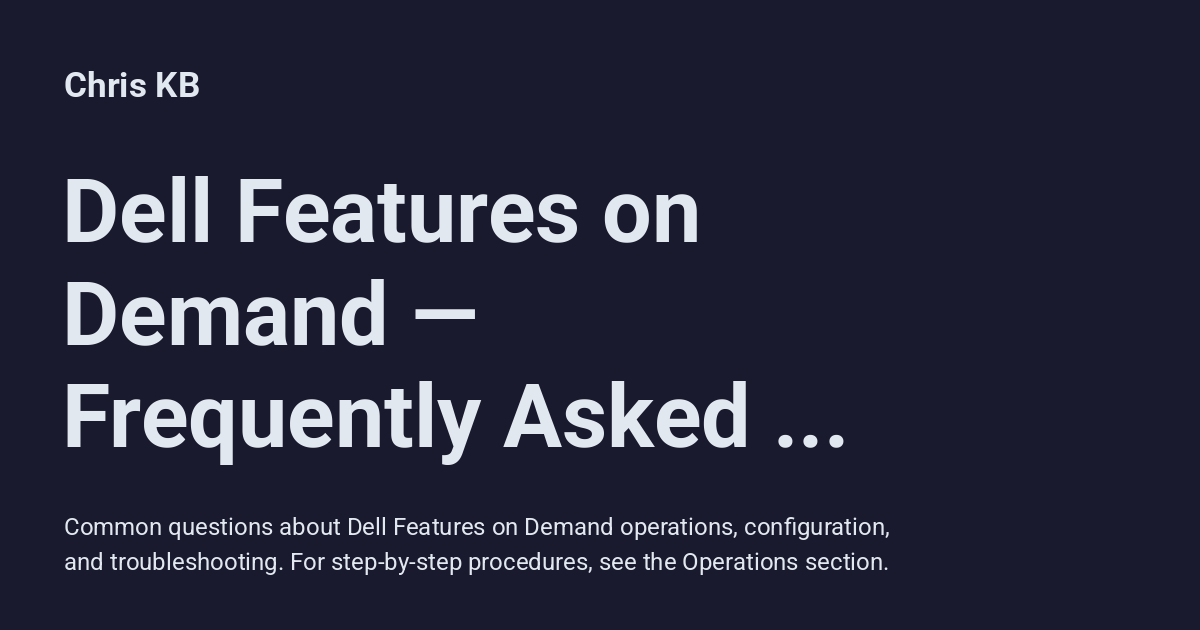 Chris KB
Dell Features on
Demand —
Frequently Asked ...
Common questions about Dell Features on Demand operations, configuration,
and troubleshooting. For step-by-step procedures, see the Operations section.